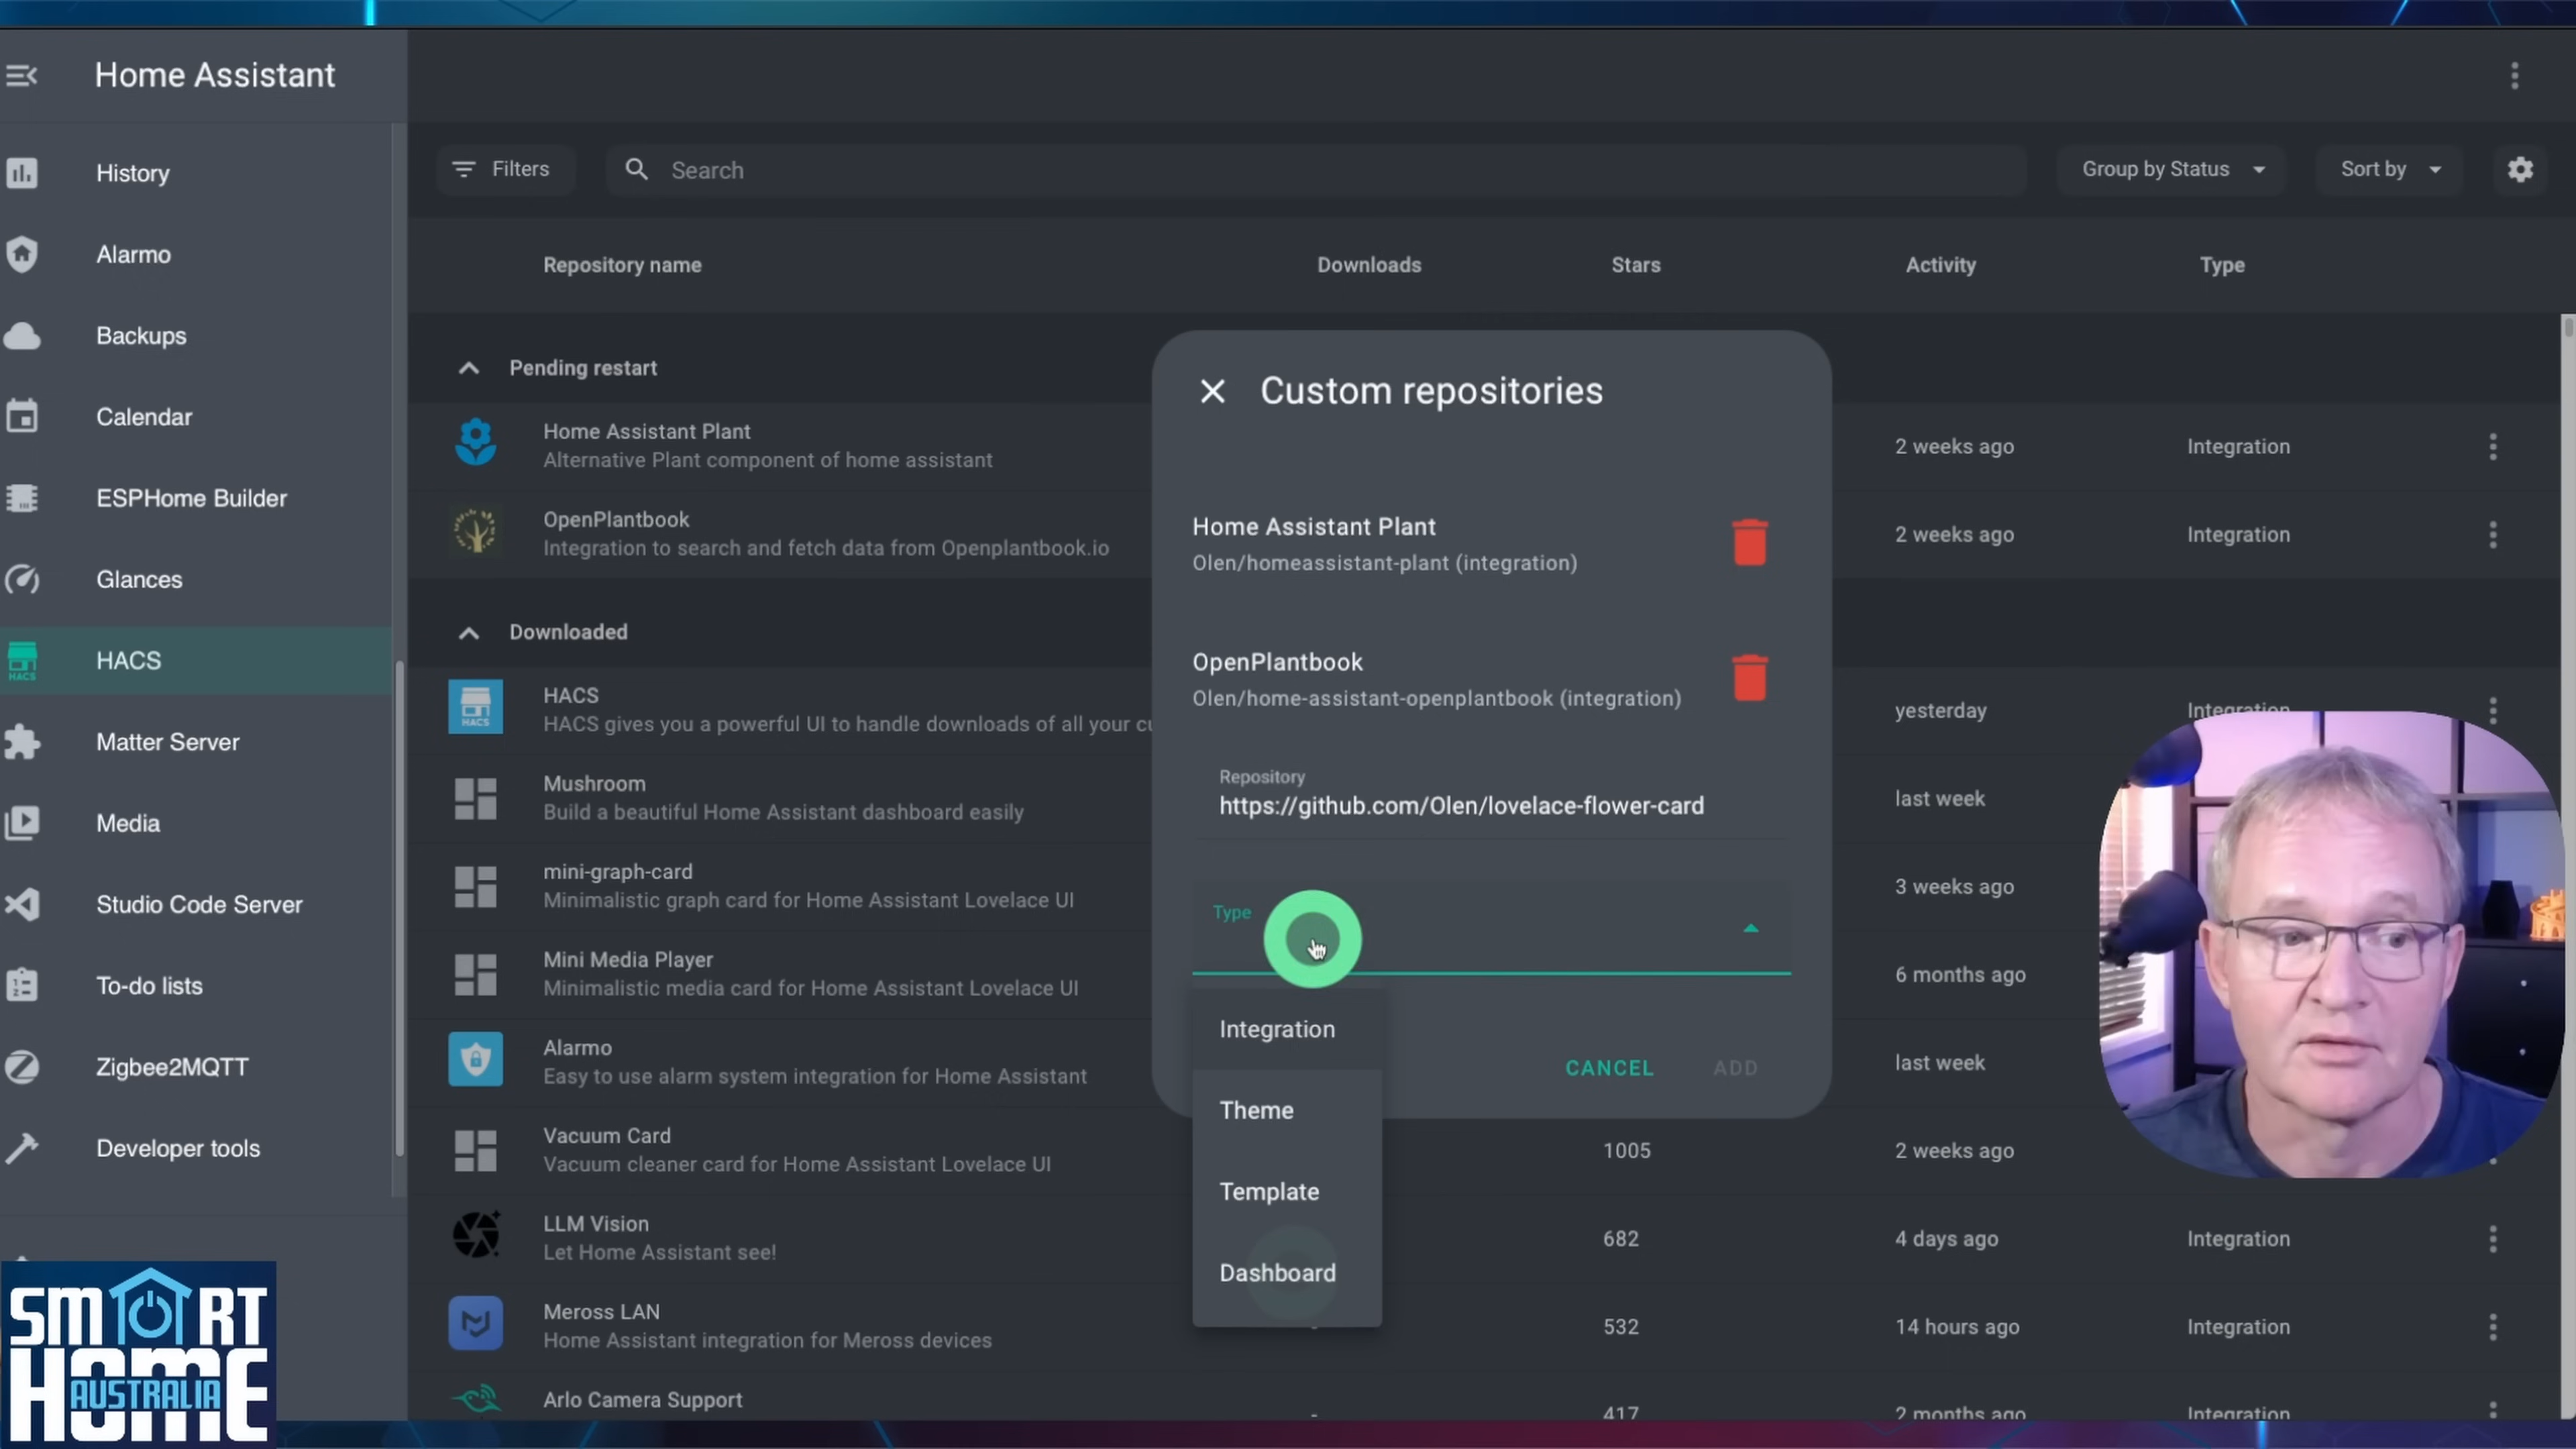 Home Assistant
History
Alarmo
Backups
Calendar
ESPHome Builder
Glances
HACS
HACS
Matter Server
Media
Studio Code Server
To-do lists
Zigbee2MQTT
Developer tools
SMART
HOME
AUSTRALIA
Filters
Search
Group by Status
Sort by
Repository name
Downloads
Stars
Activity
Type
Pending restart
Home Assistant Plant
Alternative Plant component of home assistant
2 weeks ago
Integration
OpenPlantbook
Integration to search and fetch data from Openplantbook.io
2 weeks ago
Integration
Downloaded
HACS
HACS
HACS gives you a powerful UI to handle downloads of all your cu
yesterday
Integration
Mushroom
Build a beautiful Home Assistant dashboard easily
last week
mini-graph-card
Minimalistic graph card for Home Assistant Lovelace UI
3 weeks ago
Mini Media Player
Minimalistic media card for Home Assistant Lovelace UI
6 months ago
Alarmo
Easy to use alarm system integration for Home Assistant
last week
Vacuum Card
Vacuum cleaner card for Home Assistant Lovelace UI
1005
2 weeks ago
LLM Vision
Let Home Assistant see!
682
4 days ago
Integration
Meross LAN
Home Assistant integration for Meross devices
-
532
14 hours ago
Integration
Arlo Camera Support
-
417
2 months ago
Integration
Custom repositories
Home Assistant Plant
Olen/homeassistant-plant (integration)
OpenPlantbook
Olen/home-assistant-openplantbook (integration)
Repository
https://github.com/Olen/lovelace-flower-card
Type
Integration
Theme
Template
Dashboard
CANCEL
ADD